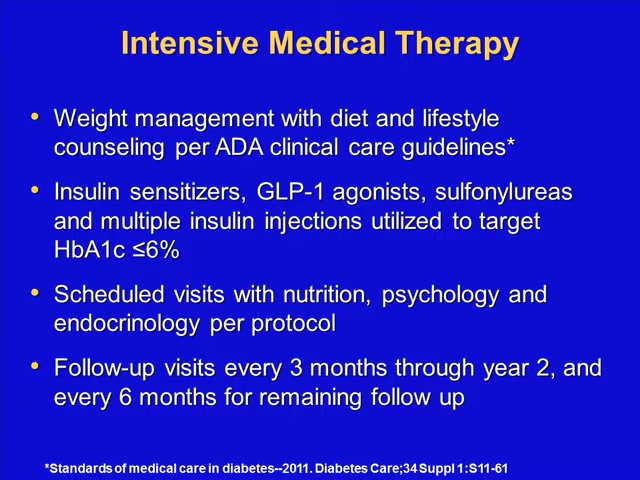 Intensive Medical Therapy
• Weight management with diet and lifestyle
counseling per ADA clinical care guidelines*
• Insulin sensitizers, GLP-1 agonists, sulfonylureas
and multiple insulin injections utilized to target
HbA1c ≤6%
• Scheduled visits with nutrition, psychology and
endocrinology per protocol
• Follow-up visits every 3 months through year 2, and
every 6 months for remaining follow up
*Standards of medical care in diabetes--2011. Diabetes Care;34 Suppl 1:S11-61